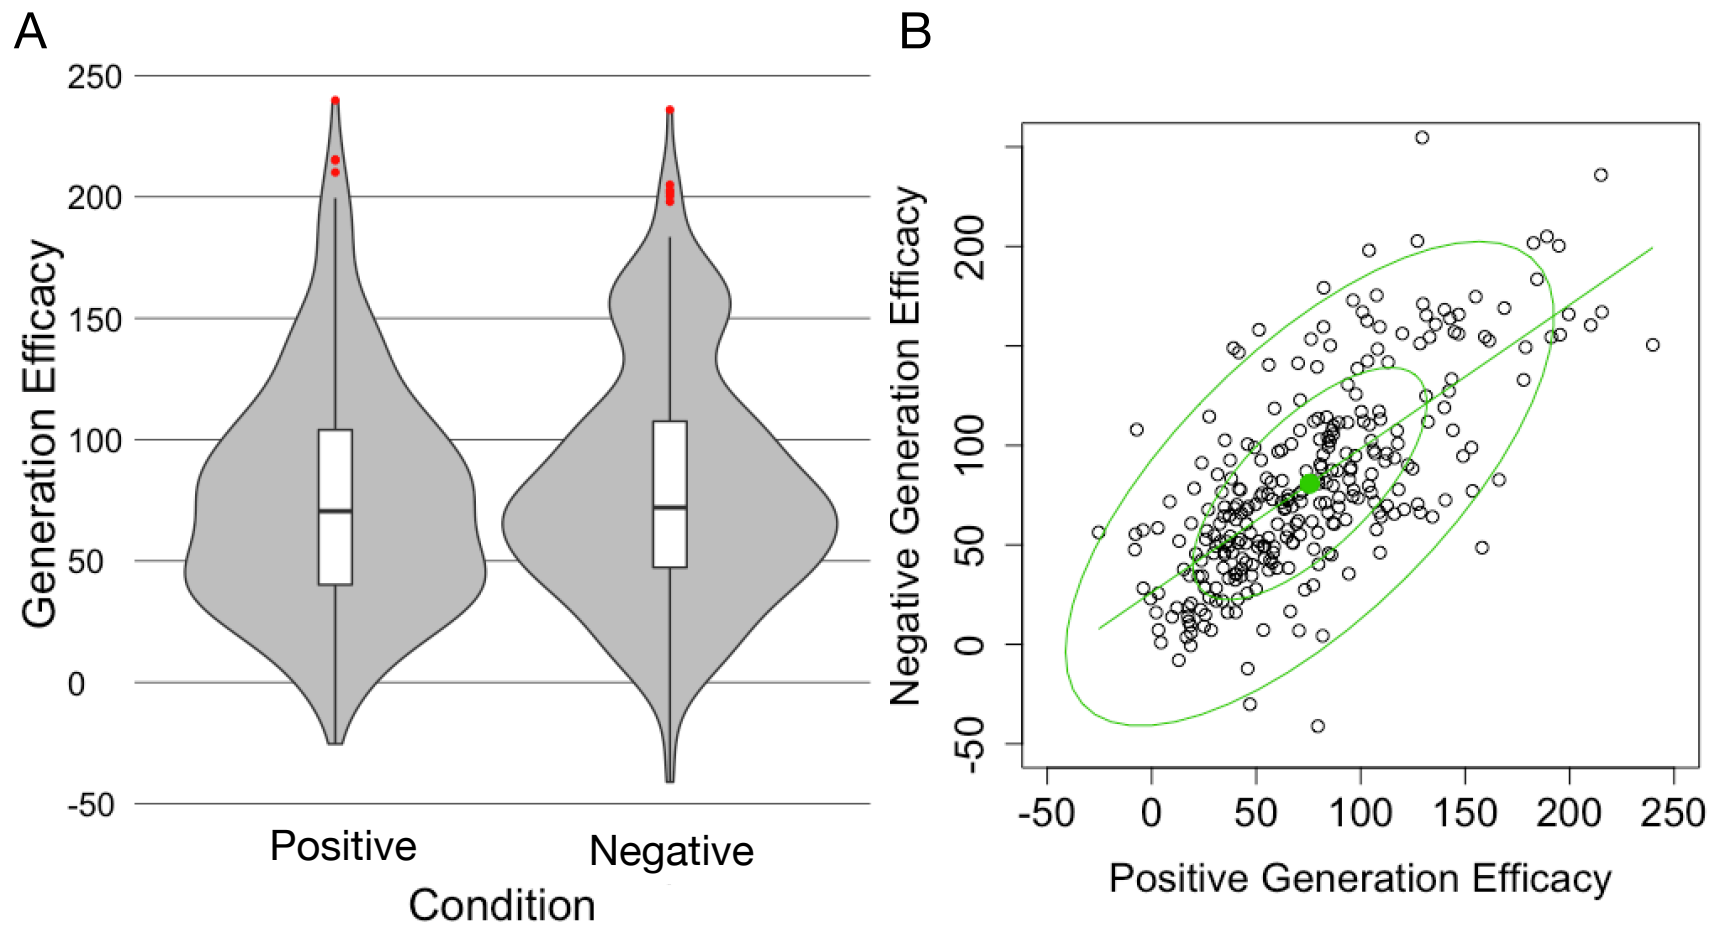 A
250
200
150
100
50
0
-50
Generation Efficacy
Positive
Negative
Condition
B
200
100
50
0
-50
Negative Generation Efficacy
-50 0 50 100 150 200 250
Positive Generation Efficacy